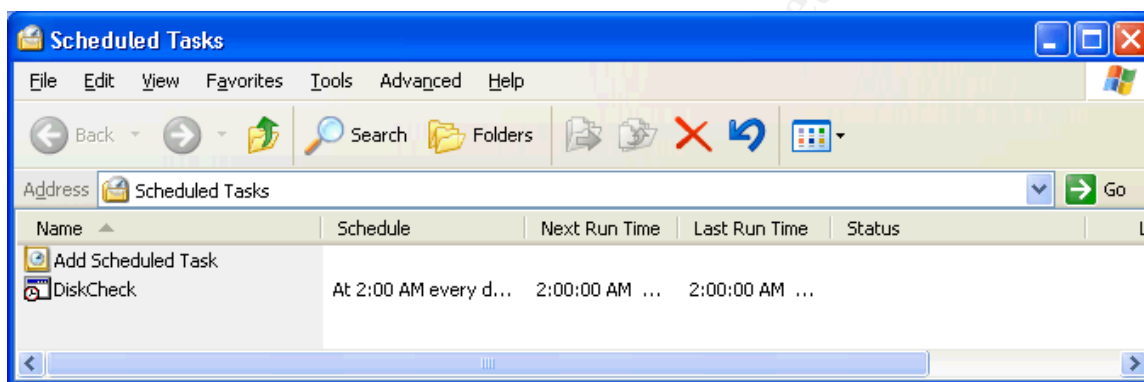 Scheduled Tasks
File Edit View Favorites Tools Advanced Help
Back Search Folders
Address Scheduled Tasks Go
Name Schedule Next Run Time Last Run Time Status L
Add Scheduled Task
DiskCheck At 2:00 AM every d... 2:00:00 AM ... 2:00:00 AM ...